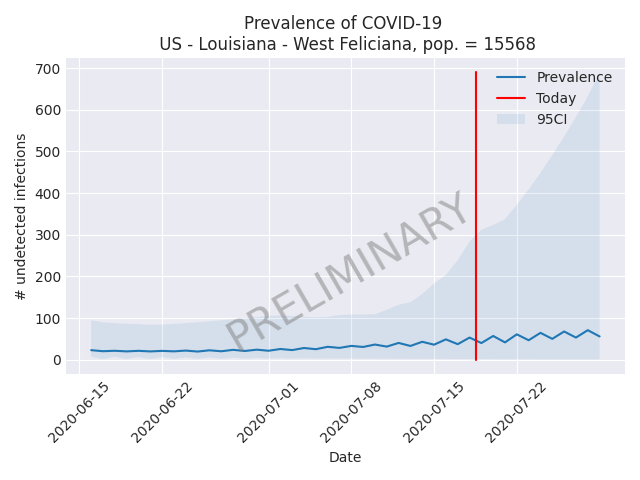 Prevalence of COVID-19
US - Louisiana - West Feliciana, pop. = 15568
700
600
500
400
300
200
100
0
# undetected infections
Prevalence
Today
95CI
PRELIMINARY
2020-06-15
2020-06-22
2020-07-01
2020-07-08
2020-07-15
2020-07-22
Date